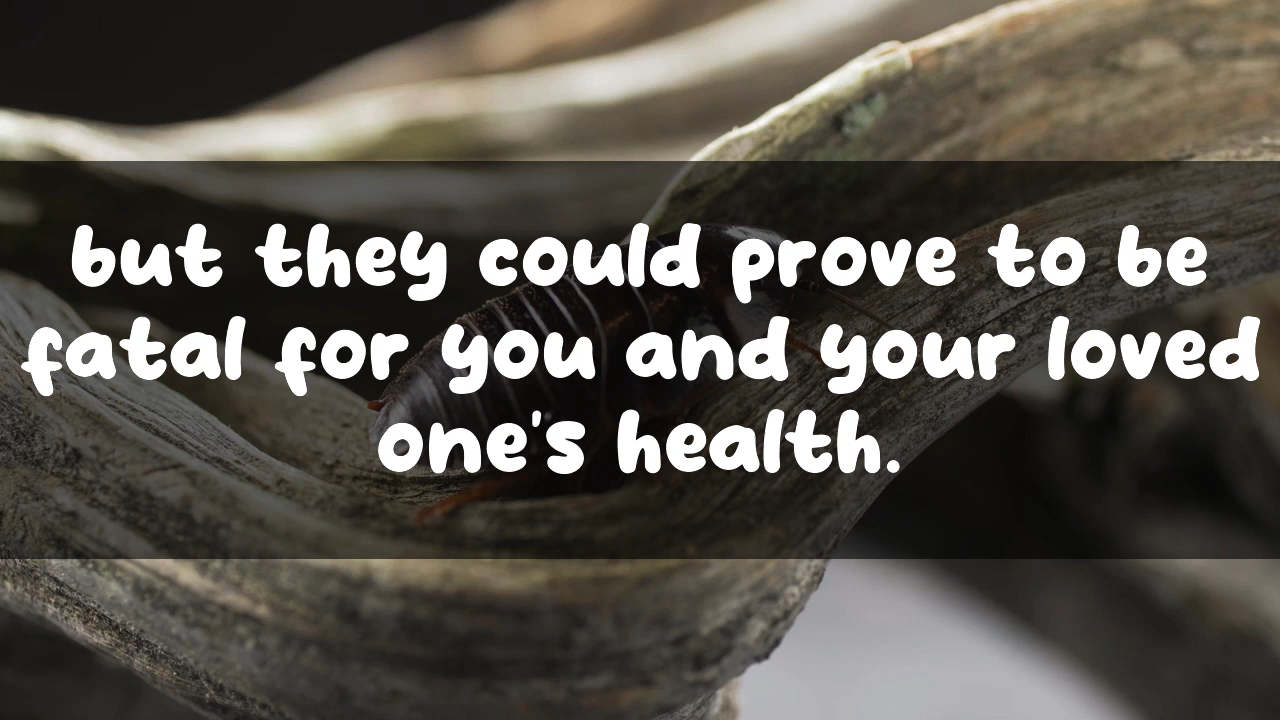 but they could prove to be
fatal for you and your loved
one's health.